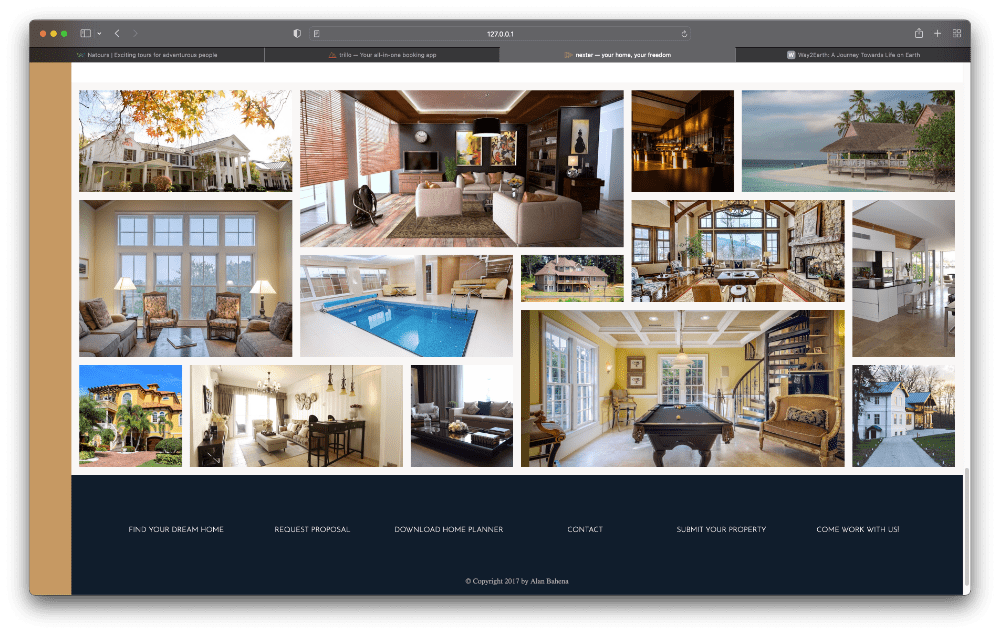 127.0.0.1
Natours | Exciting tours for adventurous people
trillo — Your all-in-one booking app
nexter — your home, your freedom
W Way2Earth: A Journey Towards Life on Earth
FIND YOUR DREAM HOME
REQUEST PROPOSAL
DOWNLOAD HOME PLANNER
CONTACT
SUBMIT YOUR PROPERTY
COME WORK WITH US!
© Copyright 2017 by Alan Bahena